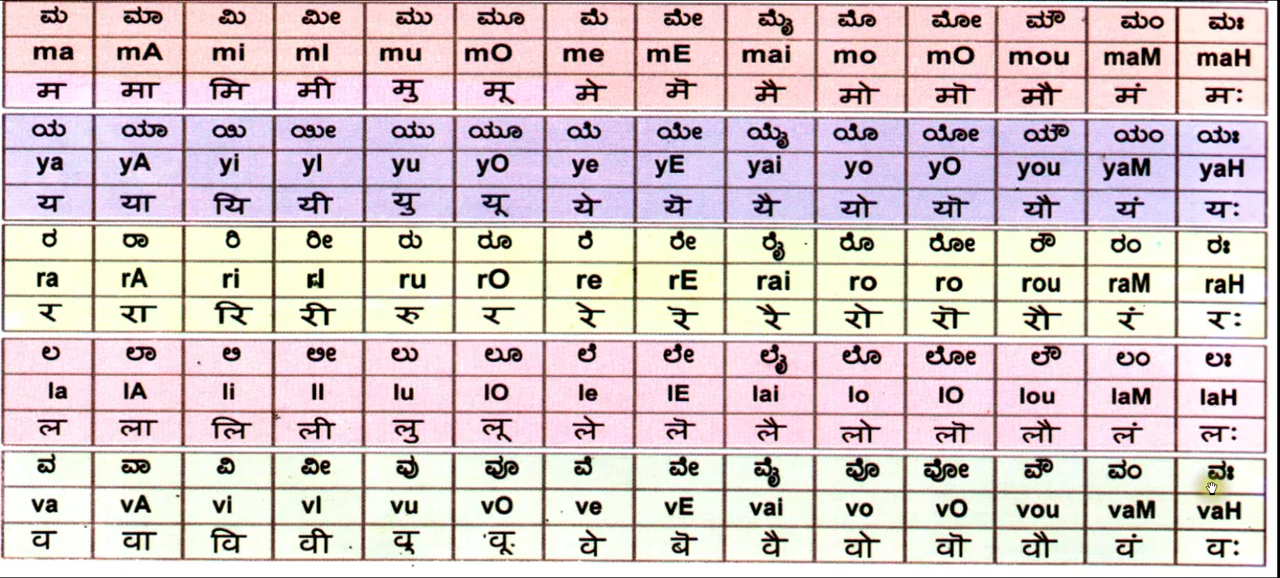 ಮ ಮಾ ಮಿ ಮೀ ಮು ಮೂ ಮೆ ಮೇ ಮೈ ಮೊ ಮೋ ಮೌ ಮಂ ಮಃ
ma mA mi mI mu mO me mE mai mo mO mou maM maH
म मा मि मी मु मू मे मॆ मै मो मॊ मौ मं मः
ಯ ಯಾ ಯಿ ಯೀ ಯು ಯೂ ಯೆ ಯೇ ಯೈ ಯೊ ಯೋ ಯೌ ಯಂ ಯಃ
ya yA yi yI yu yO ye yE yai yo yO you yaM yaH
य या यि यी यु यू ये यॆ यै यो यॊ यौ यं यः
ರ ರಾ ರಿ ರೀ ರು ರೂ ರೆ ರೇ ರೈ ರೊ ರೋ ರೌ ರಂ ರಃ
ra rA ri rI ru rO re rE rai ro ro rou raM raH
र रा रि री रु र रे रॆ रै रो रॊ रौ रं रः
ಲ ಲಾ ಲಿ ಲೀ ಲು ಲೂ ಲೆ ಲೇ ಲೈ ಲೊ ಲೋ ಲೌ ಲಂ ಲಃ
la lA li lI lu lO le lE lai lo lO lou laM laH
ल ला लि ली लु लू ले लॆ लै लो लॊ लौ लं लः
ವ ವಾ ವಿ ವೀ ವು ವೂ ವೆ ವೇ ವೈ ವೊ ವೋ ವೌ ವಂ ವಃ
va vA vi vI vu vO ve vE vai vo vO vou vaM vaH
व वा वि वी वु वू वे बॆ वै वो वॊ वौ वं वः